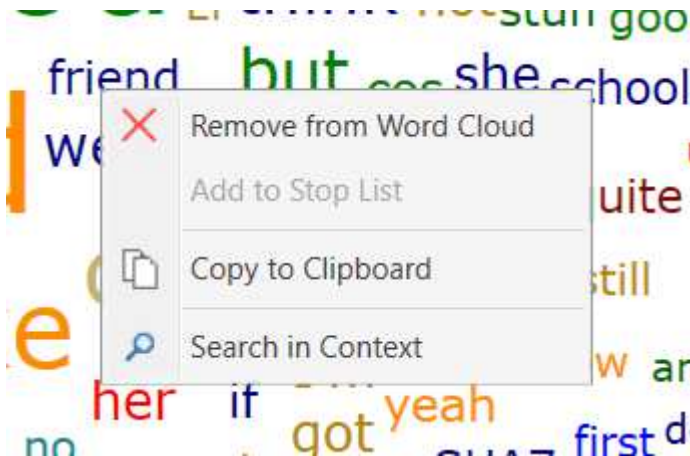 stuff goo
friend but cos she school
we
Remove from Word Cloud
Add to Stop List
uite
Copy to Clipboard
still
e
Search in Context
w
her if yeah
got first
no